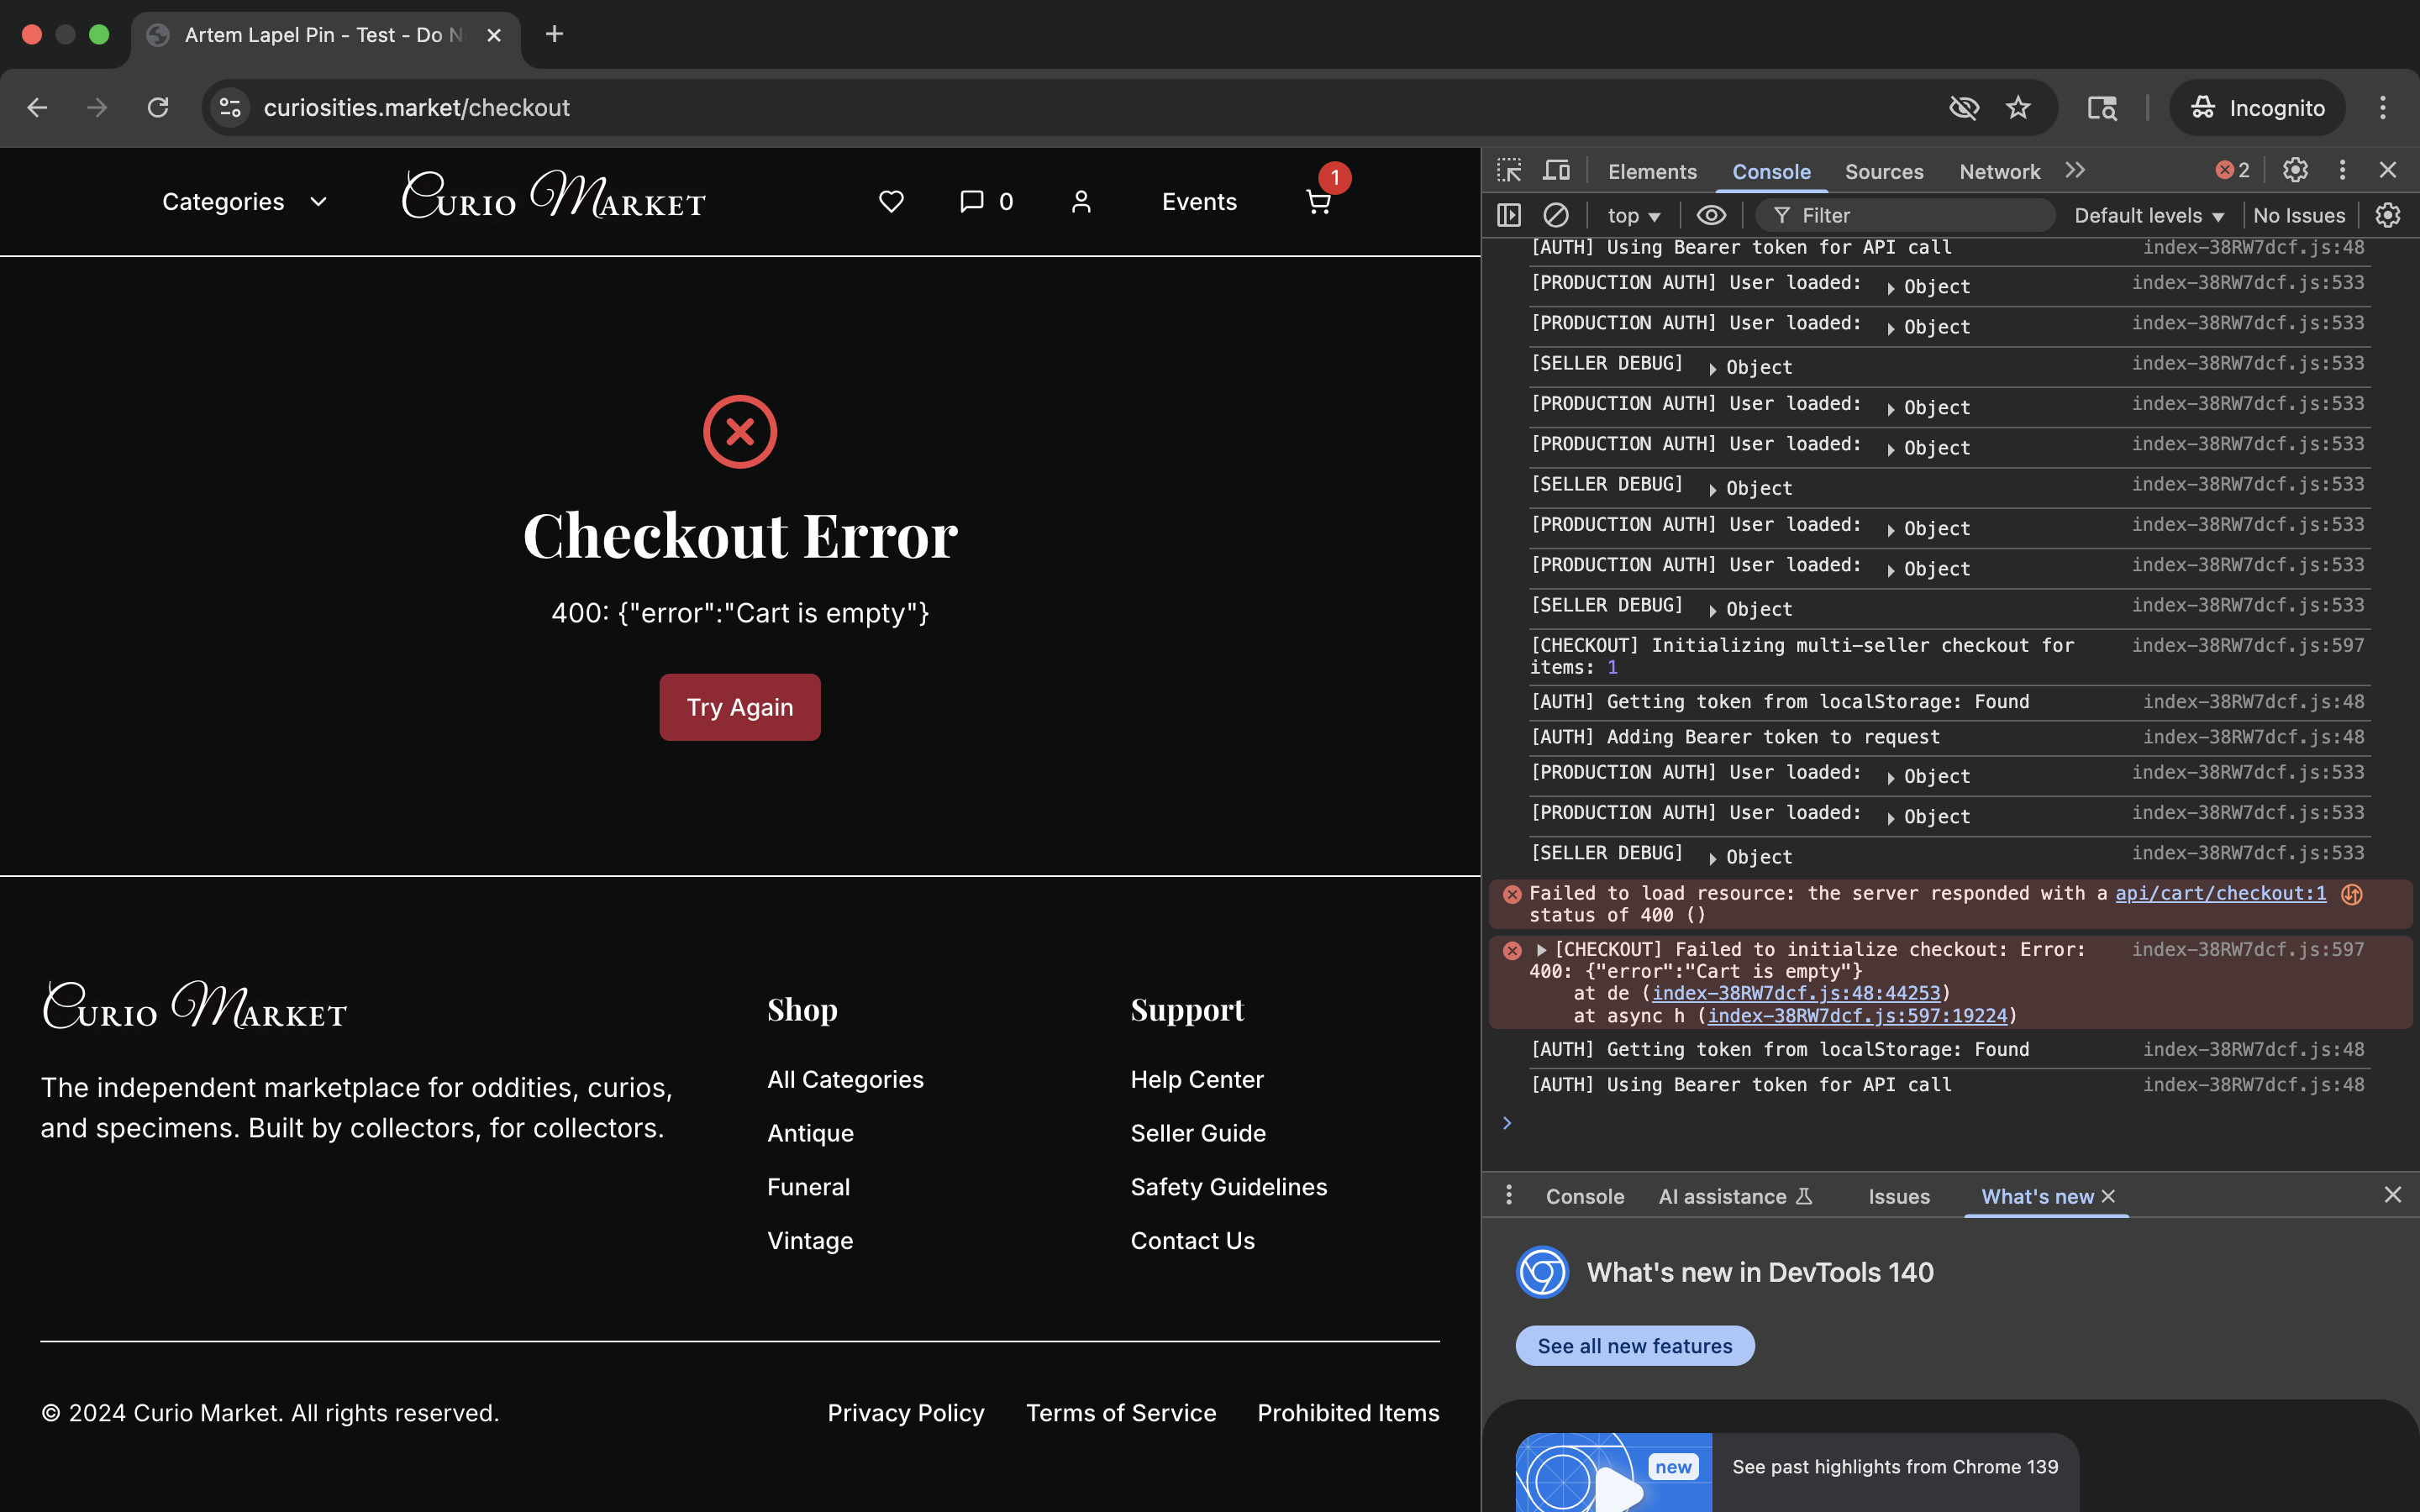 Artem Lapel Pin - Test - Do N
curiosities.market/checkout
Incognito
Categories
Curio Market
0
Events
1
Checkout Error
400: {"error":"Cart is empty"}
Try Again
Curio Market
The independent marketplace for oddities, curios,
and specimens. Built by collectors, for collectors.
Shop
All Categories
Antique
Funeral
Vintage
Support
Help Center
Seller Guide
Safety Guidelines
Contact Us
© 2024 Curio Market. All rights reserved.
Privacy Policy
Terms of Service
Prohibited Items
Elements
Console
Sources
Network
2
top
Filter
Default levels
No Issues
[AUTH] Using Bearer token for API call index-38RW7dcf.js:48
[PRODUCTION AUTH] User loaded: Object index-38RW7dcf.js:533
[PRODUCTION AUTH] User loaded: Object index-38RW7dcf.js:533
[SELLER DEBUG] Object index-38RW7dcf.js:533
[PRODUCTION AUTH] User loaded: Object index-38RW7dcf.js:533
[PRODUCTION AUTH] User loaded: Object index-38RW7dcf.js:533
[SELLER DEBUG] Object index-38RW7dcf.js:533
[PRODUCTION AUTH] User loaded: Object index-38RW7dcf.js:533
[PRODUCTION AUTH] User loaded: Object index-38RW7dcf.js:533
[SELLER DEBUG] Object index-38RW7dcf.js:533
[CHECKOUT] Initializing multi-seller checkout for index-38RW7dcf.js:597
items: 1
[AUTH] Getting token from localStorage: Found index-38RW7dcf.js:48
[AUTH] Adding Bearer token to request index-38RW7dcf.js:48
[PRODUCTION AUTH] User loaded: Object index-38RW7dcf.js:533
[PRODUCTION AUTH] User loaded: Object index-38RW7dcf.js:533
[SELLER DEBUG] Object index-38RW7dcf.js:533
Failed to load resource: the server responded with a api/cart/checkout:1
status of 400 ()
[CHECKOUT] Failed to initialize checkout: Error: index-38RW7dcf.js:597
400: {"error":"Cart is empty"}
at de (index-38RW7dcf.js:48:44253)
at async h (index-38RW7dcf.js:597:19224)
[AUTH] Getting token from localStorage: Found index-38RW7dcf.js:48
[AUTH] Using Bearer token for API call index-38RW7dcf.js:48
Console
AI assistance
Issues
What's new
What's new in DevTools 140
See all new features
new
See past highlights from Chrome 139